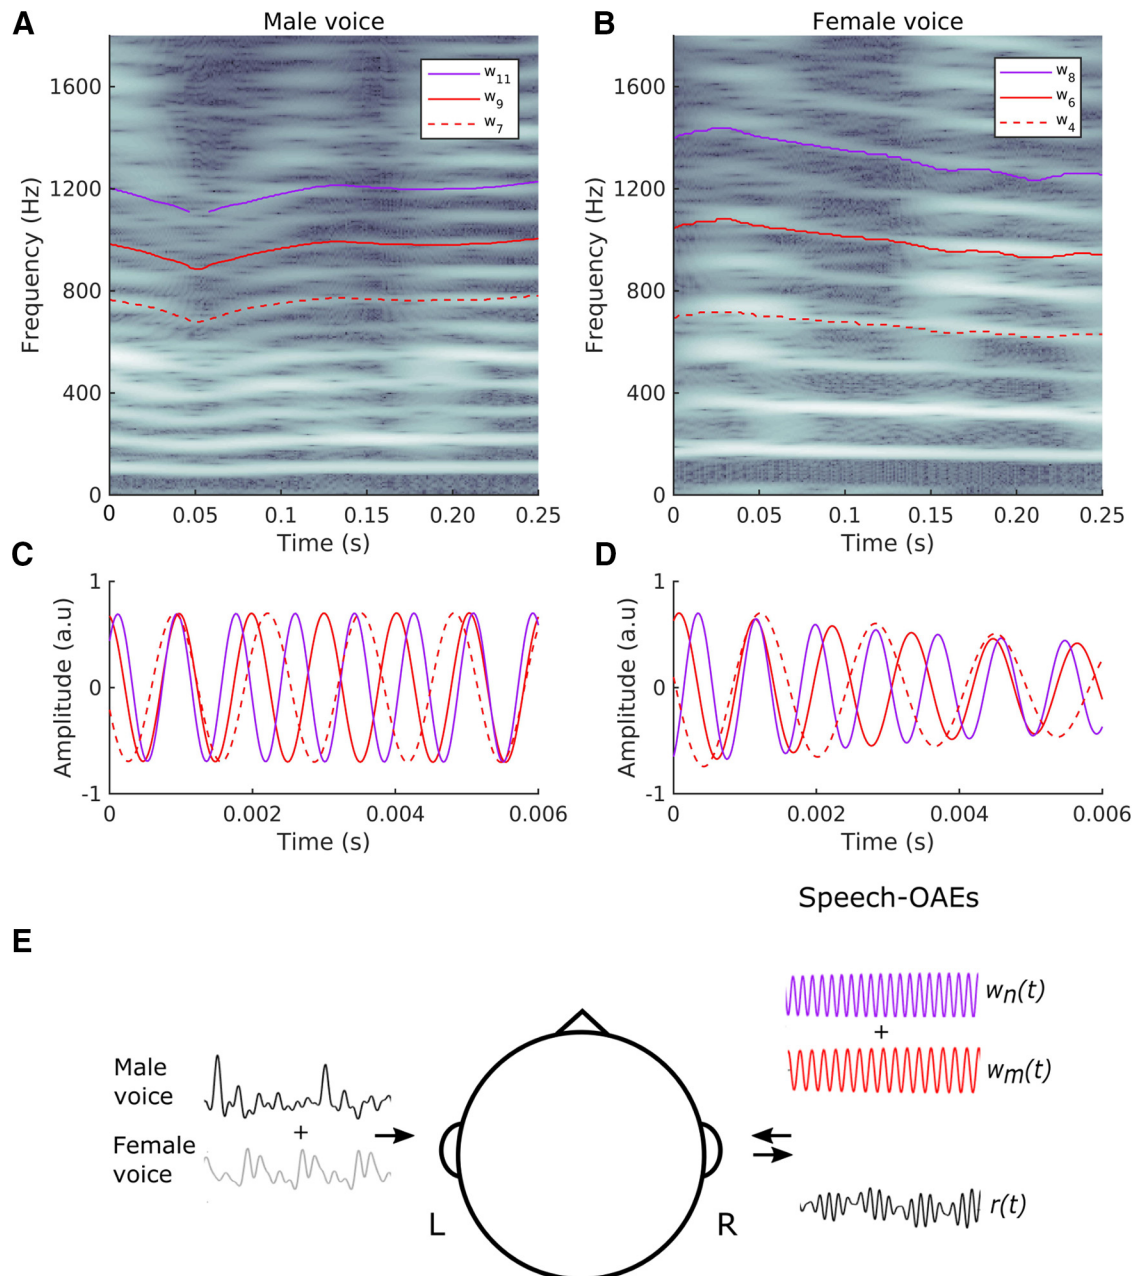 A
Male voice
w11
w9
w7
1600
1200
800
400
0
Frequency (Hz)
0 0.05 0.1 0.15 0.20 0.25
Time (s)
B
Female voice
w8
w6
w4
1600
1200
800
400
0
Frequency (Hz)
0 0.05 0.1 0.15 0.20 0.25
Time (s)
C
1
0
-1
Amplitude (a.u)
0 0.002 0.004 0.006
Time (s)
D
1
0
-1
Amplitude (a.u)
0 0.002 0.004 0.006
Time (s)
E
Speech-OAEs
Male
voice
+
Female
voice
L
R
wn(t)
+
wm(t)
r(t)